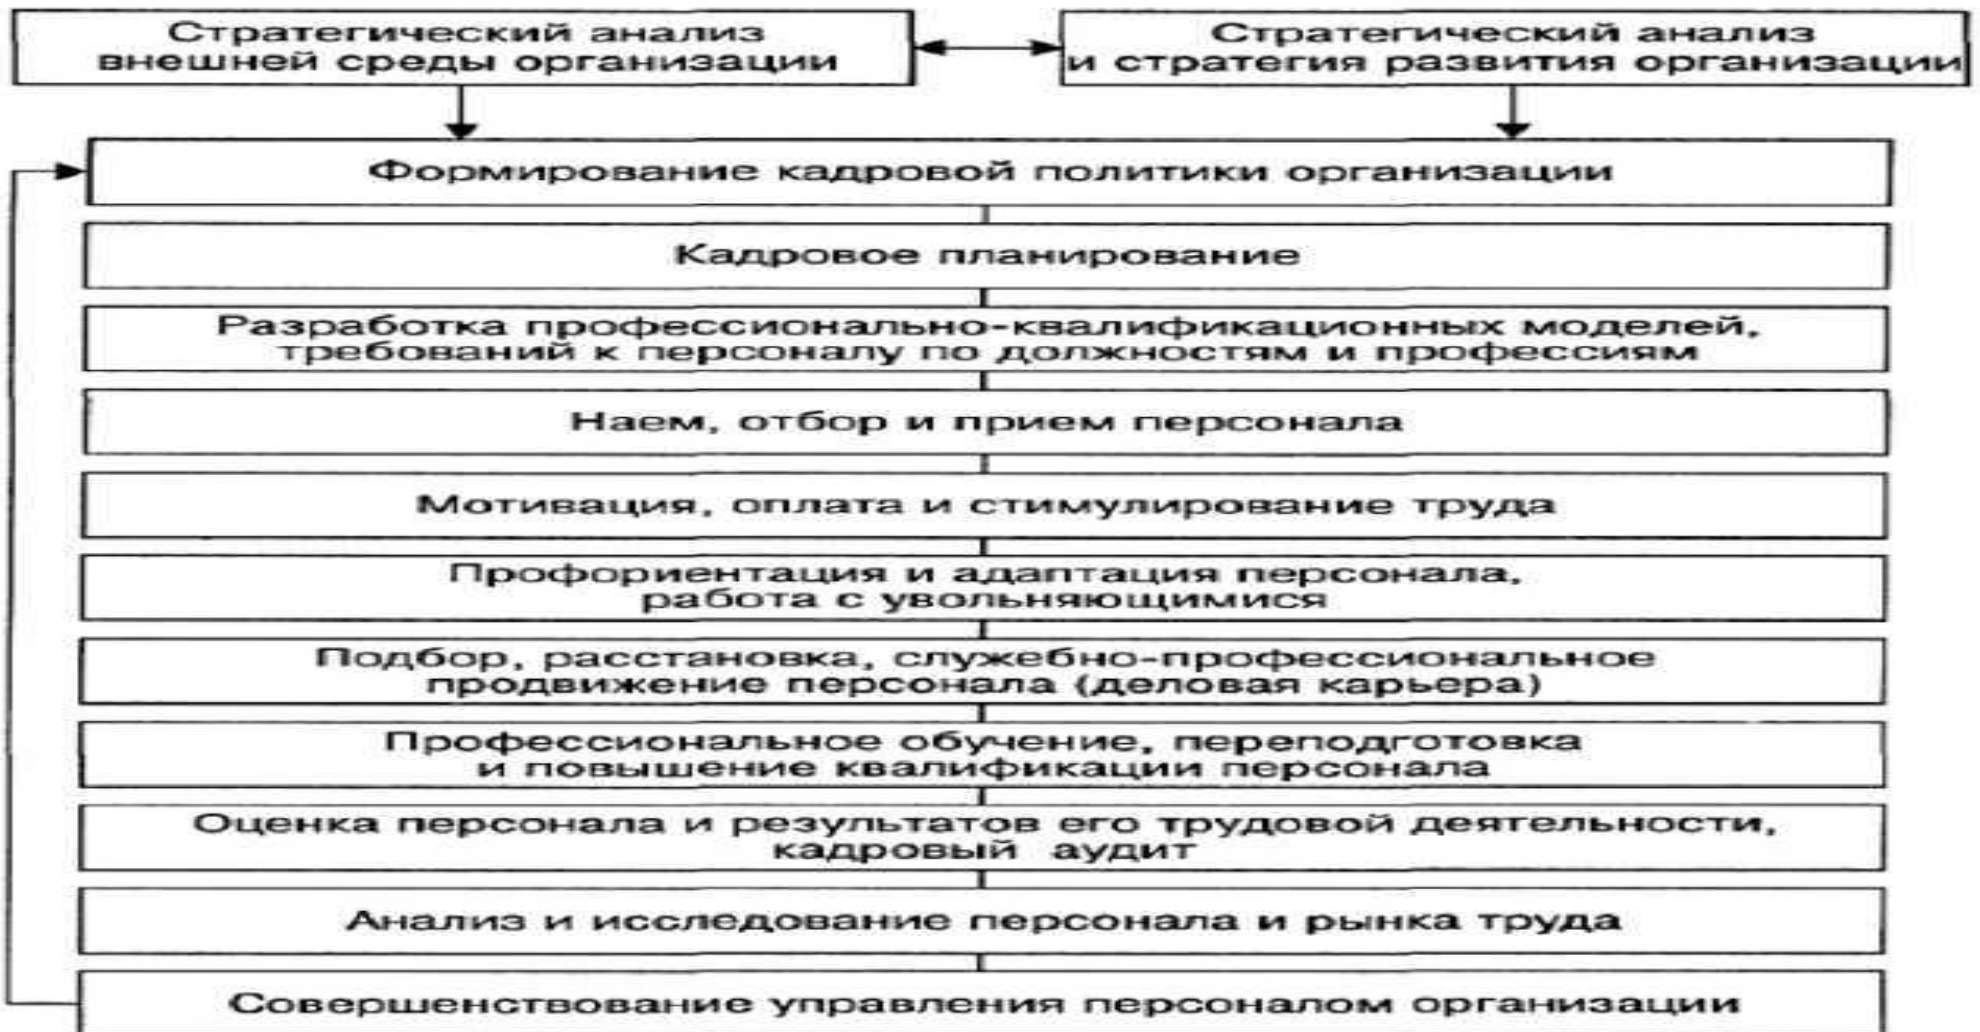 Стратегический анализ
внешней среды организации
Стратегический анализ
и стратегия развития организации
Формирование кадровой политики организации
Кадровое планирование
Разработка профессионально-квалификационных моделей,
требований к персоналу по должностям и профессиям
Наем, отбор и прием персонала
Мотивация, оплата и стимулирование труда
Профориентация и адаптация персонала,
работа с увольняющимися
Подбор, расстановка, служебно-профессиональное
продвижение персонала (деловая карьера)
Профессиональное обучение, переподготовка
и повышение квалификации персонала
Оценка персонала и результатов его трудовой деятельности,
кадровый аудит
Анализ и исследование персонала и рынка труда
Совершенствование управления персоналом организации